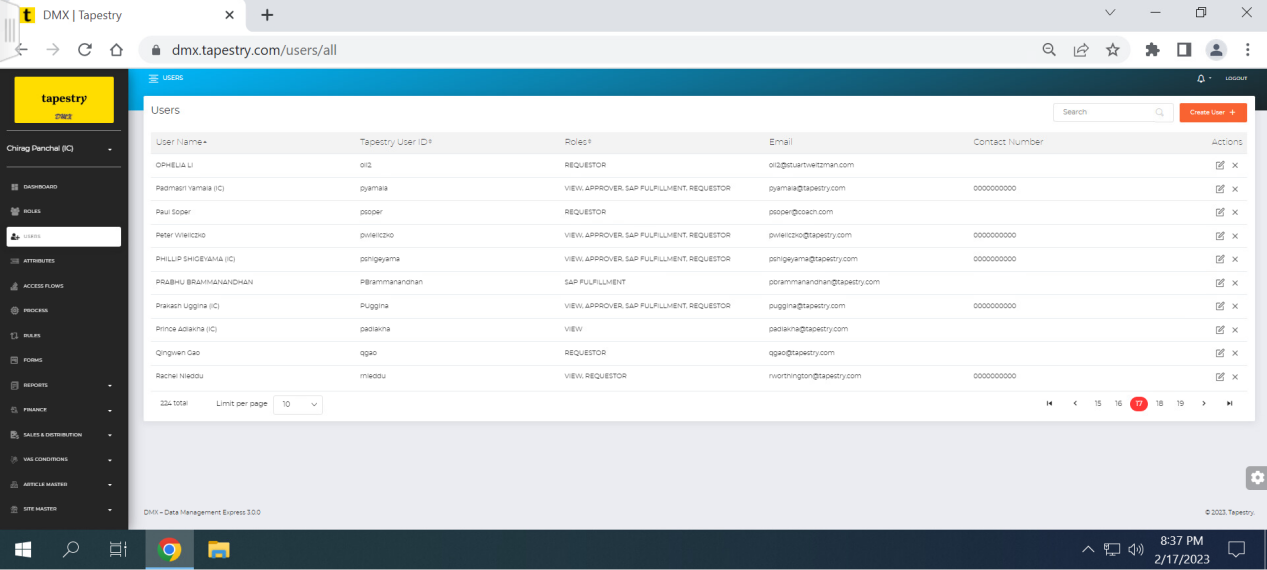 DMX | Tapestry
dmx.tapestry.com/users/all
tapestry
DMX
USERS
LOGOUT
Chirag Panchal (IC)
DASHBOARD
ROLES
USERS
ATTRIBUTES
ACCESS FLOWS
PROCESS
RULES
FORMS
REPORTS
FINANCE
SALES & DISTRIBUTION
VAS CONDITIONS
ARTICLE MASTER
SITE MASTER
Users
Search
Create User +
User Name Tapestry User ID Roles Email Contact Number Actions
OPHELIA LI oli2 REQUESTOR oli2@stuartweitzman.com
Padmasri Yamala (IC) pyamala VIEW, APPROVER, SAP FULFILLMENT, REQUESTOR pyamala@tapestry.com 0000000000
Paul Soper psoper REQUESTOR psoper@coach.com
Peter Wieliczko pwieliczko VIEW, APPROVER, SAP FULFILLMENT, REQUESTOR pwieliczko@tapestry.com 0000000000
PHILLIP SHIGEYAMA (IC) pshigeyama VIEW, APPROVER, SAP FULFILLMENT, REQUESTOR pshigeyama@tapestry.com 0000000000
PRABHU BRAMMANANDHAN PBrammanandhan SAP FULFILLMENT pbrammanandhan@tapestry.com
Prakash Uggina (IC) PUggina VIEW, APPROVER, SAP FULFILLMENT, REQUESTOR puggina@tapestry.com 0000000000
Prince Adiakna (IC) padiakna VIEW padiakna@tapestry.com
Qingwen Gao qgao REQUESTOR qgao@tapestry.com
Rachel Nieddu rnieddu VIEW, REQUESTOR rworthington@tapestry.com 0000000000
224 total Limit per page 10 15 16 17 18 19
DMX - Data Management Express 3.0.0
© 2023, Tapestry.
8:37 PM
2/17/2023